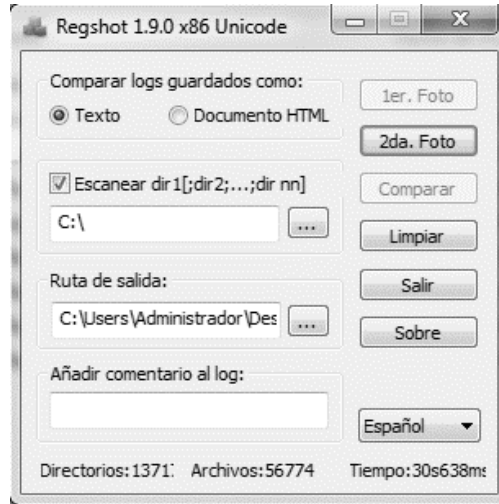 Regshot 1.9.0 x86 Unicode
Comparar logs guardados como:
Texto
Documento HTML
1er. Foto
2da. Foto
Escanear dir1[;dir2;...;dir nn]
Comparar
C:\
...
Limpiar
Ruta de salida:
Salir
C:\Users\Administrador\Des
...
Sobre
Añadir comentario al log:
Español
Directorios:1371 Archivos:56774 Tiempo:30s638ms